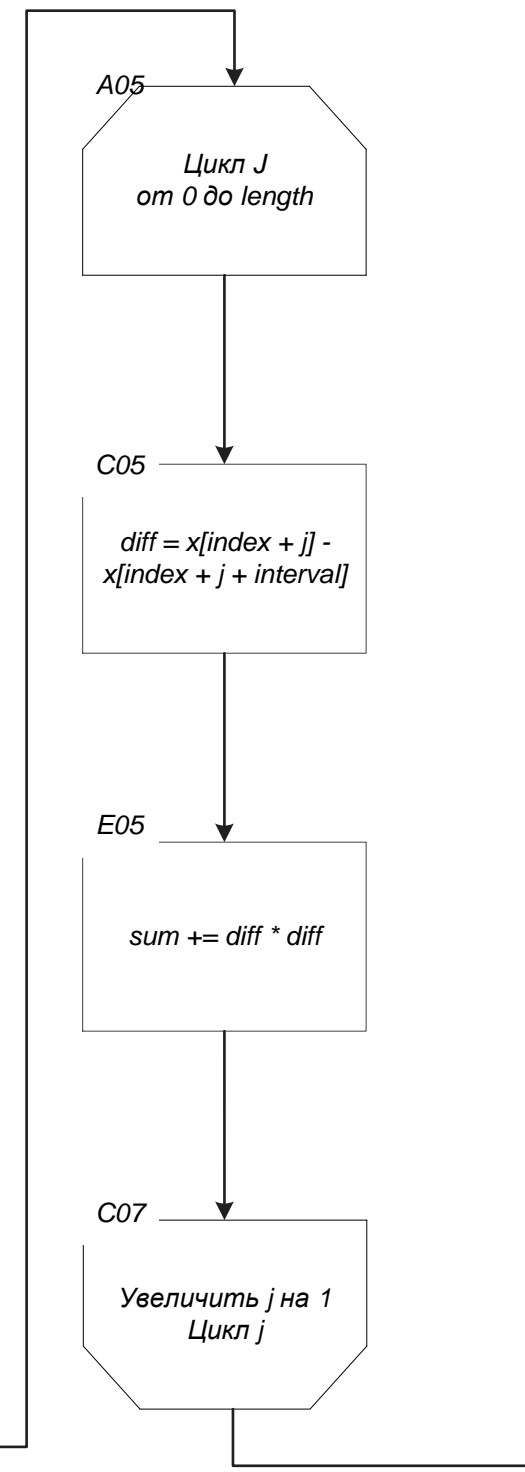 A05
Цикл J
от 0 до length
C05
diff = x[index + j] -
x[index + j + interval]
E05
sum += diff * diff
C07
Увеличить j на 1
Цикл j